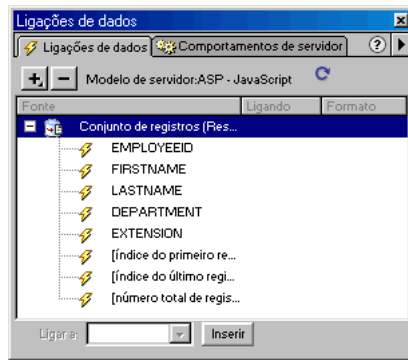 Ligações de dados
Ligações de dados Comportamentos de servidor ?
+ - Modelo de servidor:ASP - JavaScript
Fonte Ligando Formato
Conjunto de registros (Res...
EMPLOYEEID
FIRSTNAME
LASTNAME
DEPARTMENT
EXTENSION
[índice do primeiro re...
[índice do último regi...
[número total de regis...
Ligar a: Inserir